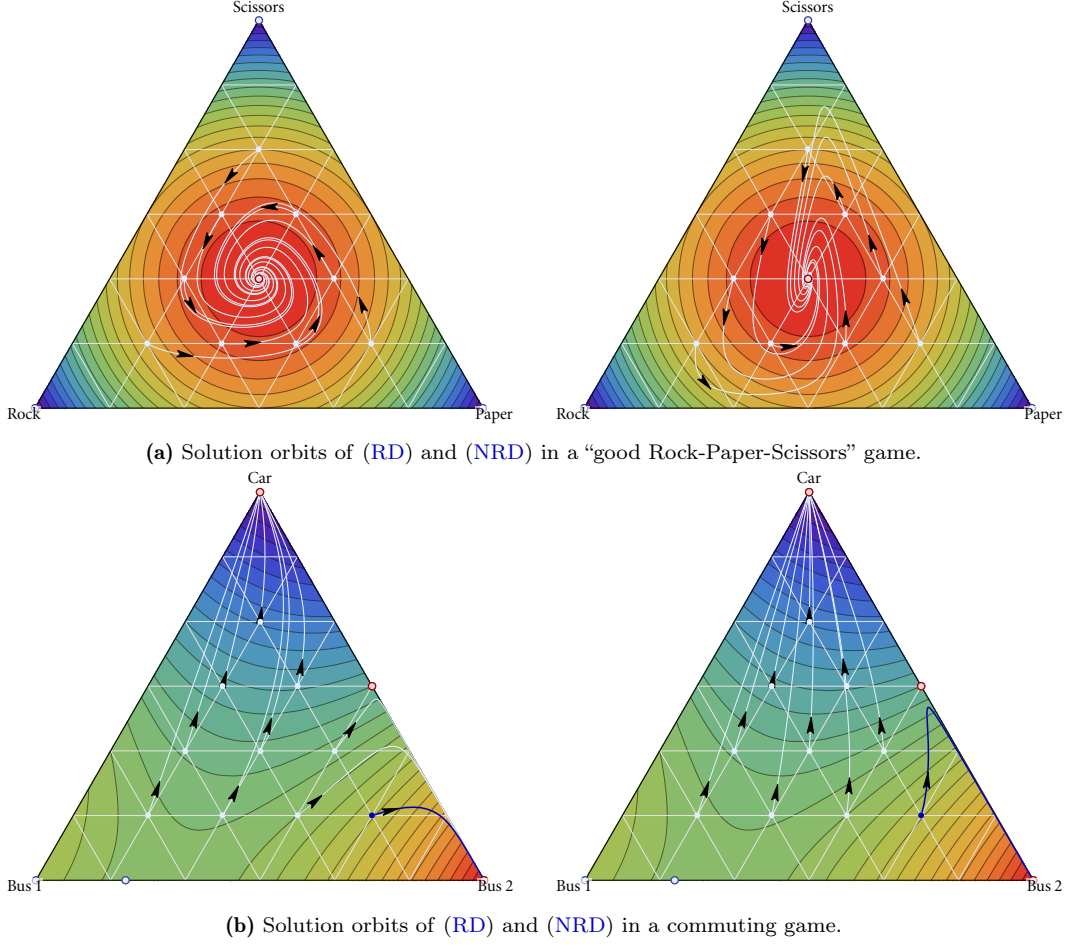 Scissors Scissors
Rock Paper Rock Paper
(a) Solution orbits of (RD) and (NRD) in a “good Rock-Paper-Scissors” game.
Car Car
Bus 1 Bus 2 Bus 1 Bus 2
(b) Solution orbits of (RD) and (NRD) in a commuting game.